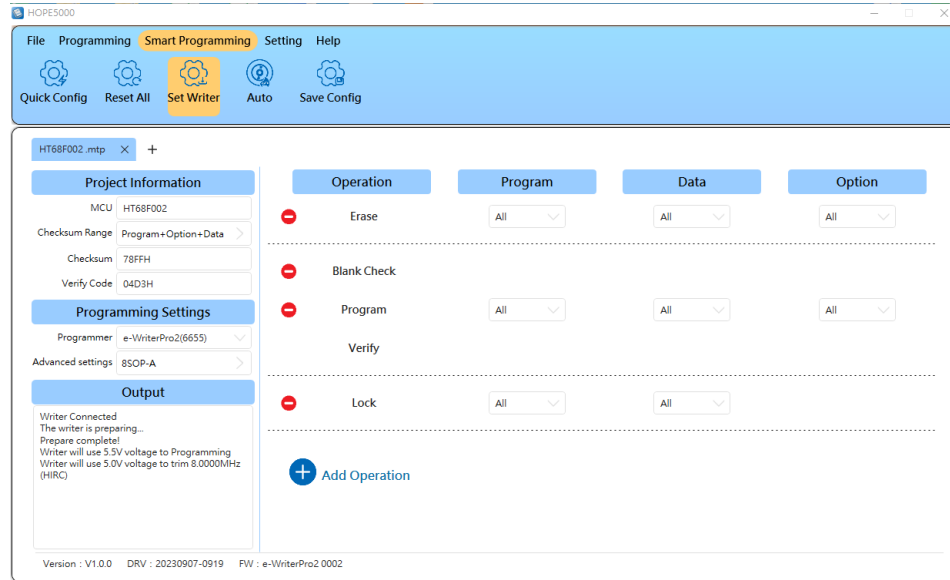 HOPE5000
File Programming Smart Programming Setting Help
Quick Config Reset All Set Writer Auto Save Config
HT68F002 .mtp
Project Information
MCU HT68F002
Checksum Range Program+Option+Data
Checksum 78FFH
Verify Code 04D3H
Programming Settings
Programmer e-WriterPro2(6655)
Advanced settings 8SOP-A
Output
Writer Connected
The writer is preparing...
Prepare complete!
Writer will use 5.5V voltage to Programming
Writer will use 5.0V voltage to trim 8.0000MHz
(HIRC)
Operation Program Data Option
Erase All All All
Blank Check
Program All All All
Verify
Lock All All
Add Operation
Version : V1.0.0 DRV : 20230907-0919 FW : e-WriterPro2 0002